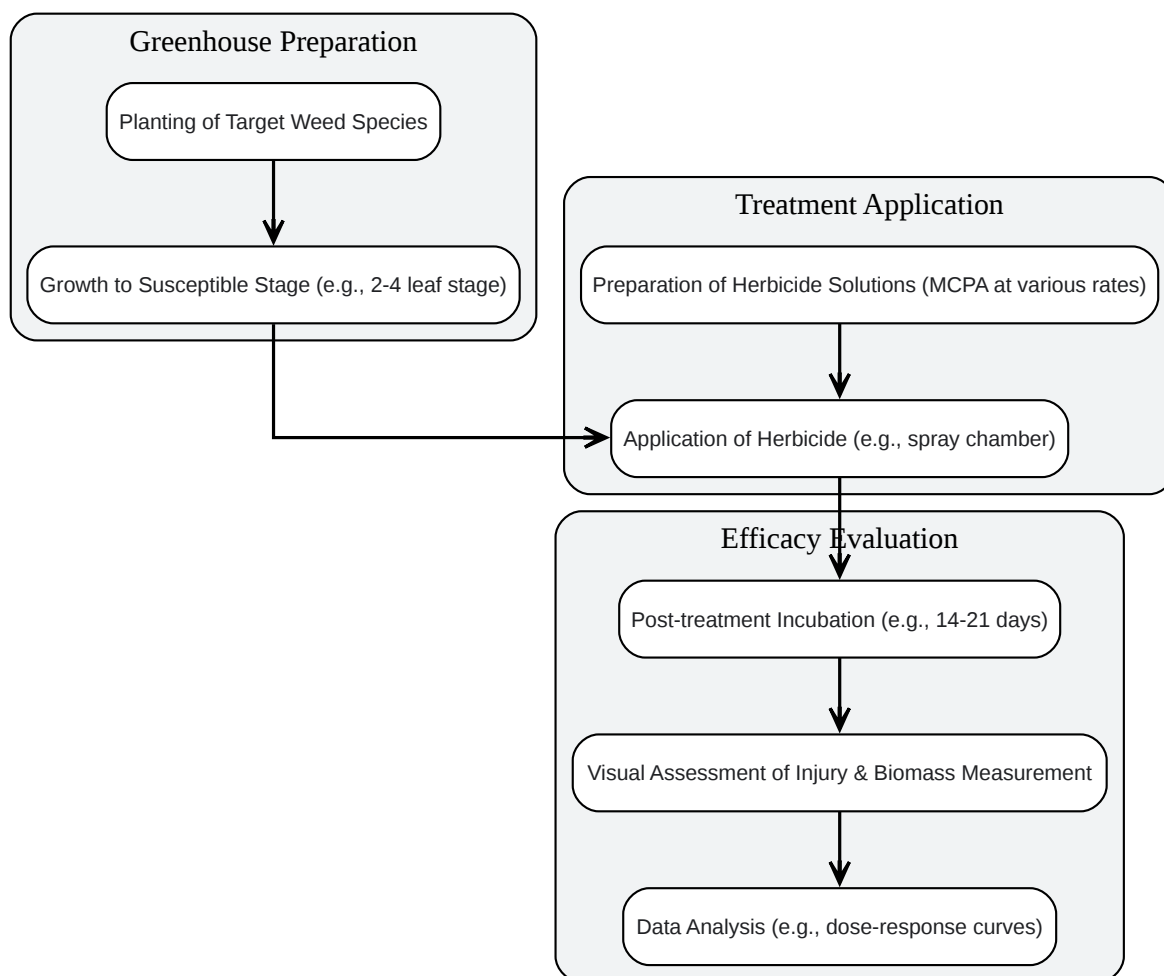 Greenhouse Preparation
Planting of Target Weed Species
Growth to Susceptible Stage (e.g., 2-4 leaf stage)
Treatment Application
Preparation of Herbicide Solutions (MCPA at various rates)
Application of Herbicide (e.g., spray chamber)
Efficacy Evaluation
Post-treatment Incubation (e.g., 14-21 days)
Visual Assessment of Injury & Biomass Measurement
Data Analysis (e.g., dose-response curves)